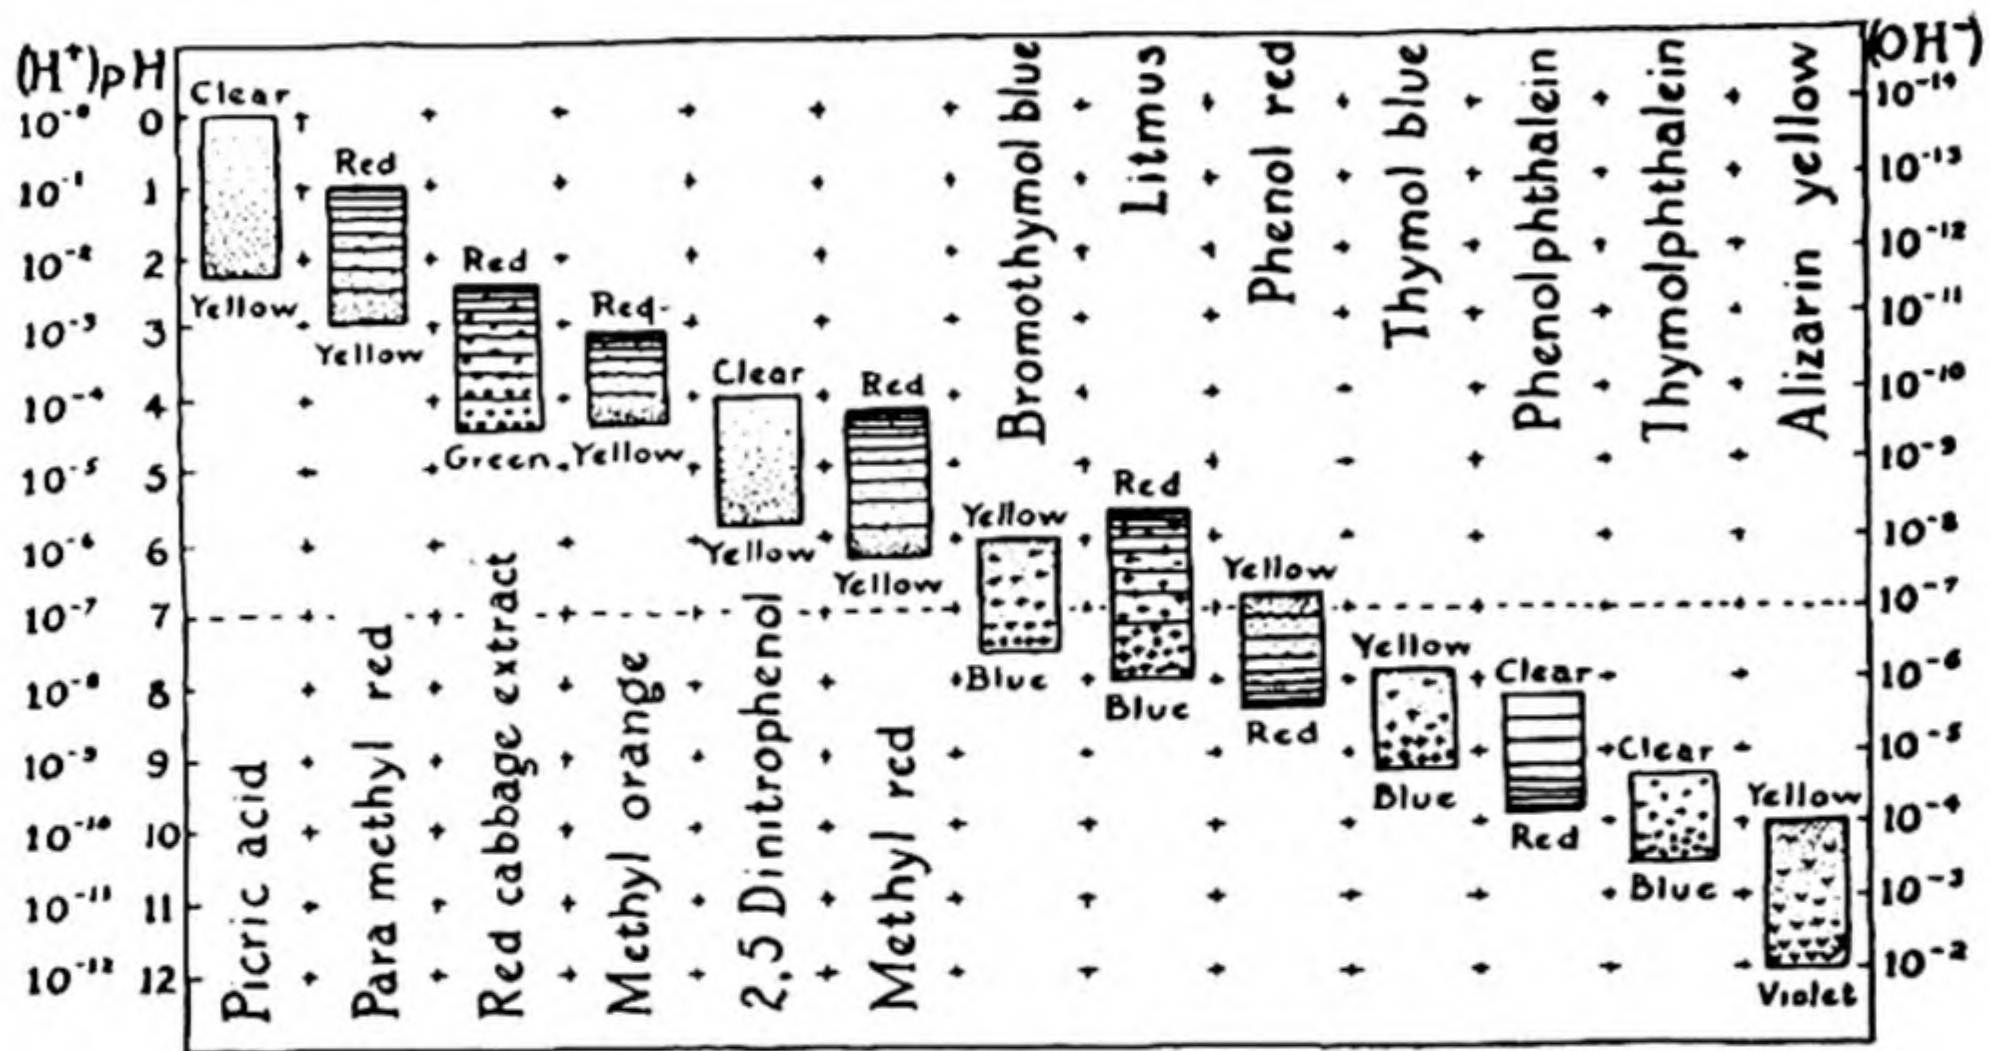 (H⁺) pH
(OH⁻)
10⁻⁰ 0
10⁻¹ 1
10⁻² 2
10⁻³ 3
10⁻⁴ 4
10⁻⁵ 5
10⁻⁶ 6
10⁻⁷ 7
10⁻⁸ 8
10⁻⁹ 9
10⁻¹⁰ 10
10⁻¹¹ 11
10⁻¹² 12
Clear
Yellow
Picric acid
Red
Yellow
Para methyl red
Red
Green
Red cabbage extract
Red
Yellow
Methyl orange
Clear
Yellow
2,5 Dinitrophenol
Red
Yellow
Methyl red
Bromothymol blue
Yellow
Blue
Litmus
Red
Blue
Phenol red
Yellow
Red
Thymol blue
Yellow
Blue
Phenolphthalein
Clear
Red
Thymolphthalein
Clear
Blue
Alizarin yellow
Yellow
Violet
10⁻¹⁴
10⁻¹³
10⁻¹²
10⁻¹¹
10⁻¹⁰
10⁻⁹
10⁻⁸
10⁻⁷
10⁻⁶
10⁻⁵
10⁻⁴
10⁻³
10⁻²